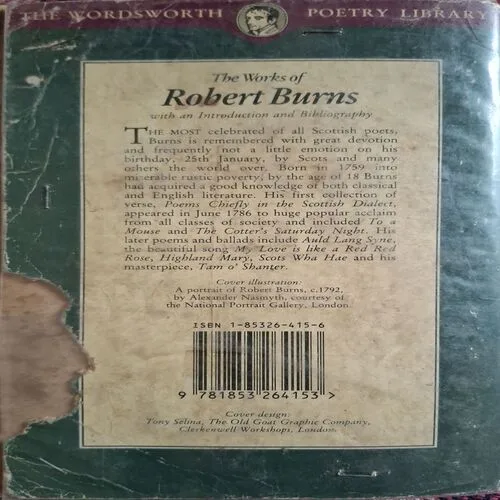 THE WORDSWORTH POETRY LIBRARY
The Works of
Robert Burns
with an Introduction and Bibliography
THE MOST celebrated of all Scottish poets,
Burns is remembered with great devotion
and frequently not a little emotion on his
birthday, 25th January, by Scots and many
others the world over. Born in 1759 into
miserable rustic poverty, by the age of 18 Burns
had acquired a good knowledge of both classical
and English literature. His first collection of
verse, Poems Chiefly in the Scottish Dialect,
appeared in June 1786 to huge popular acclaim
from all classes of society and included To a
Mouse and The Cotter's Saturday Night. His
later poems and ballads include Auld Lang Syne,
the beautiful song My Love is like a Red Red
Rose, Highland Mary, Scots Wha Hae and his
masterpiece, Tam o' Shanter.
Cover illustration:
A portrait of Robert Burns, c.1792,
by Alexander Nasmyth, courtesy of
the National Portrait Gallery, London.
ISBN 1-85326-415-6
9 781853 264153 >
Cover design:
Tony Selina, The Old Goat Graphic Company,
Clerkenwell Workshops, London.